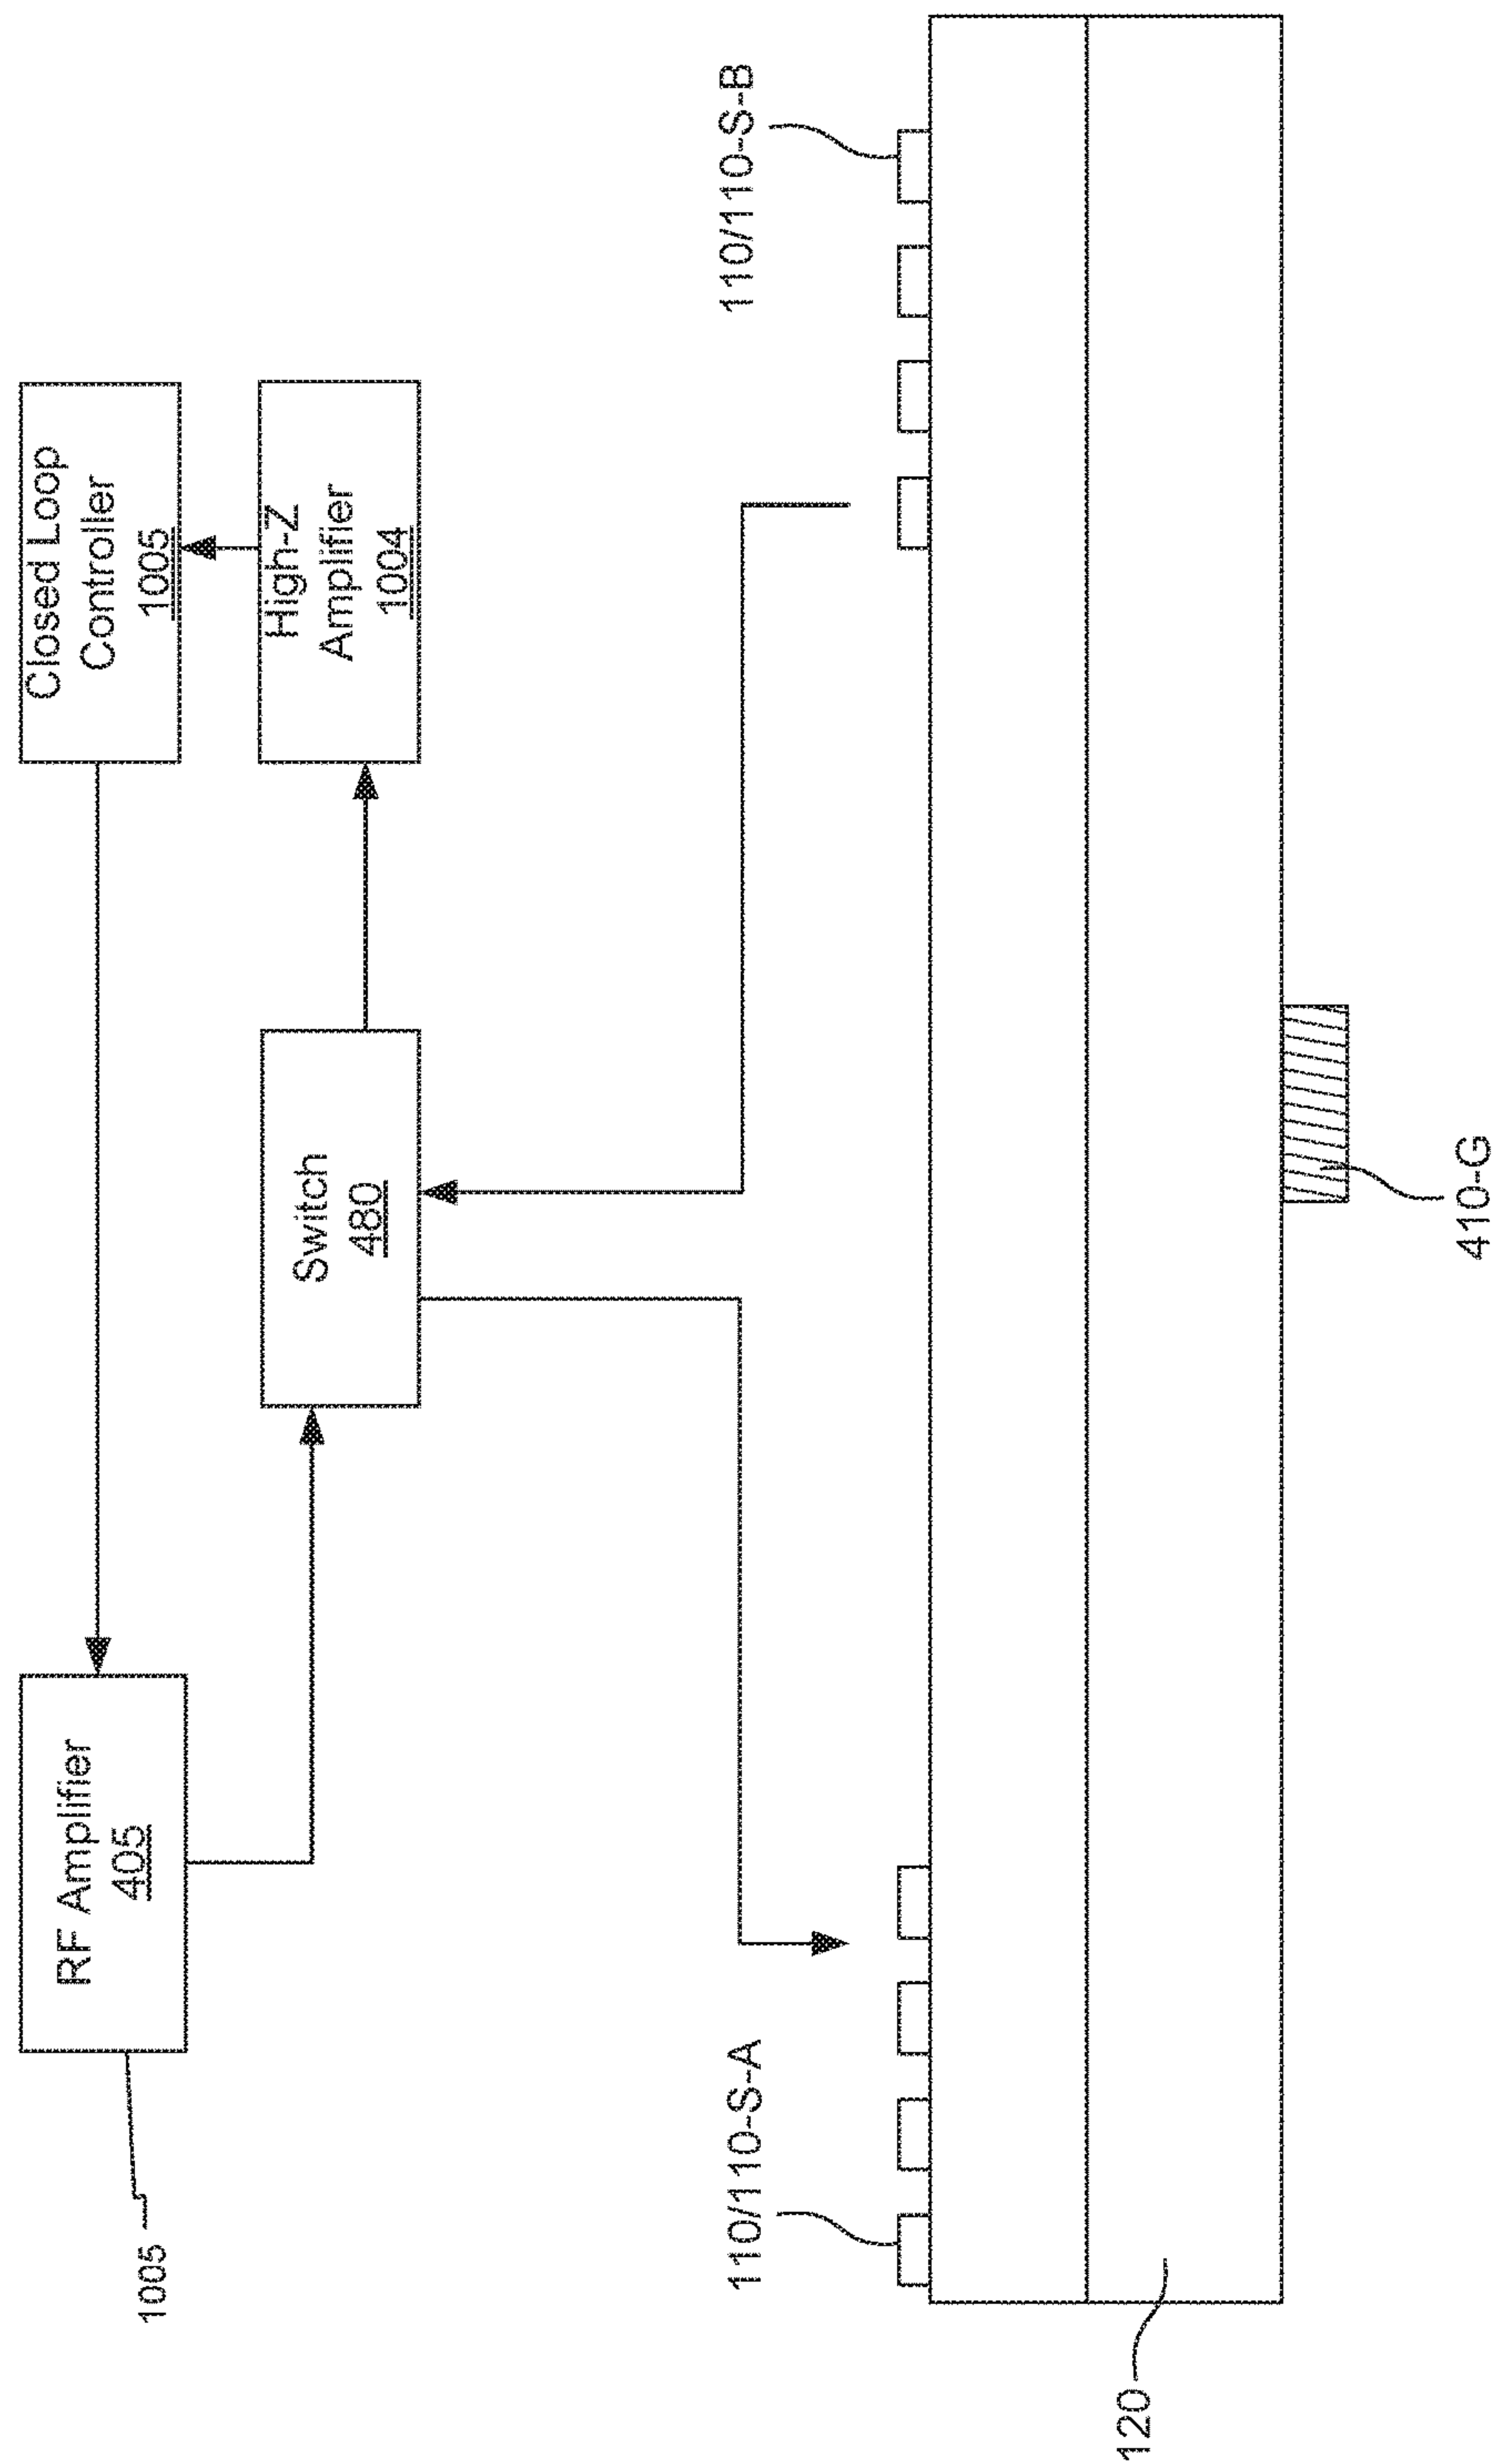 RF Amplifier
405
1005
Closed Loop
Controller
1005
Switch
480
High-Z
Amplifier
1004
110/110-S-A
110/110-S-B
120
410-G